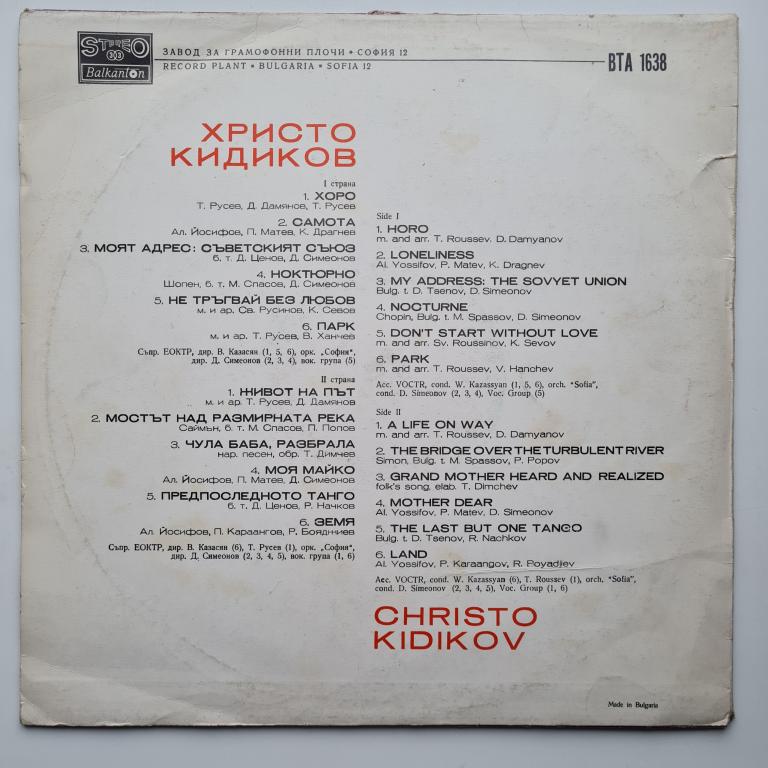 STEREO
33
Balkanton
ЗАВОД ЗА ГРАМОФОННИ ПЛОЧИ • СОФИЯ 12
RECORD PLANT • BULGARIA • SOFIA 12
ВТА 1638
ХРИСТО
КИДИКОВ
I страна
1. ХОРО
Т. Русев, Д. Дамянов, Т. Русев
2. САМОТА
Ал. Йосифов, П. Матев, К. Драгнев
3. МОЯТ АДРЕС: СЪВЕТСКИЯТ СЪЮЗ
б. т. Д. Ценов, Д. Симеонов
4. НОКТЮРНО
Шопен, б. т. М. Спасов, Д. Симеонов
5. НЕ ТРЪГВАЙ БЕЗ ЛЮБОВ
м. и ар. Св. Русинов, К. Севов
6. ПАРК
м. и ар. Т. Русев, В. Ханчев
Съпр. ЕОКТР, дир. В. Казасян (1, 5, 6), орк. „София“,
дир. Д. Симеонов (2, 3, 4), вок. група (5)
II страна
1. ЖИВОТ НА ПЪТ
м. и ар. Т. Русев, Д. Дамянов
2. МОСТЪТ НАД РАЗМИРНАТА РЕКА
Саймън, б. т. М. Спасов, П. Попов
3. ЧУЛА БАБА, РАЗБРАЛА
нар. песен, обр. Т. Димчев
4. МОЯ МАЙКО
Ал. Йосифов, П. Матев, Д. Симеонов
5. ПРЕДПОСЛЕДНОТО ТАНГО
б. т. Д. Ценов, Р. Начков
6. ЗЕМЯ
Ал. Йосифов, П. Караангов, Р. Бояджиев
Съпр. ЕОКТР, дир. В. Казасян (6), Т. Русев (1), орк. „София“,
дир. Д. Симеонов (2, 3, 4, 5), вок. група (1, 6)
Side I
1. HORO
m. and arr. T. Roussev, D. Damyanov
2. LONELINESS
Al. Yossifov, P. Matev, K. Dragnev
3. MY ADDRESS: THE SOVYET UNION
Bulg. t. D. Tsenov, D. Simeonov
4. NOCTURNE
Chopin, Bulg. t. M. Spassov, D. Simeonov
5. DON'T START WITHOUT LOVE
m. and arr. Sv. Roussinov, K. Sevov
6. PARK
m. and arr. T. Roussev, V. Hanchev
Acc. VOCTR, cond. W. Kazassyan (1, 5, 6), orch. "Sofia",
cond. D. Simeonov (2, 3, 4), Voc. Group (5)
Side II
1. A LIFE ON WAY
m. and arr. T. Roussev, D. Damyanov
2. THE BRIDGE OVER THE TURBULENT RIVER
Simon, Bulg. t. M. Spassov, P. Popov
3. GRAND MOTHER HEARD AND REALIZED
folk's song, elab. T. Dimchev
4. MOTHER DEAR
Al. Yossifov, P. Matev, D. Simeonov
5. THE LAST BUT ONE TANGO
Bulg. t. D. Tsenov, R. Nachkov
6. LAND
Al. Yossifov, P. Karaangov, R. Poyadjiev
Acc. VOCTR, cond. W. Kazassyan (6), T. Roussev (1), orch. "Sofia",
cond. D. Simeonov (2, 3, 4, 5), Voc. Group (1, 6)
CHRISTO
KIDIKOV
Made in Bulgaria